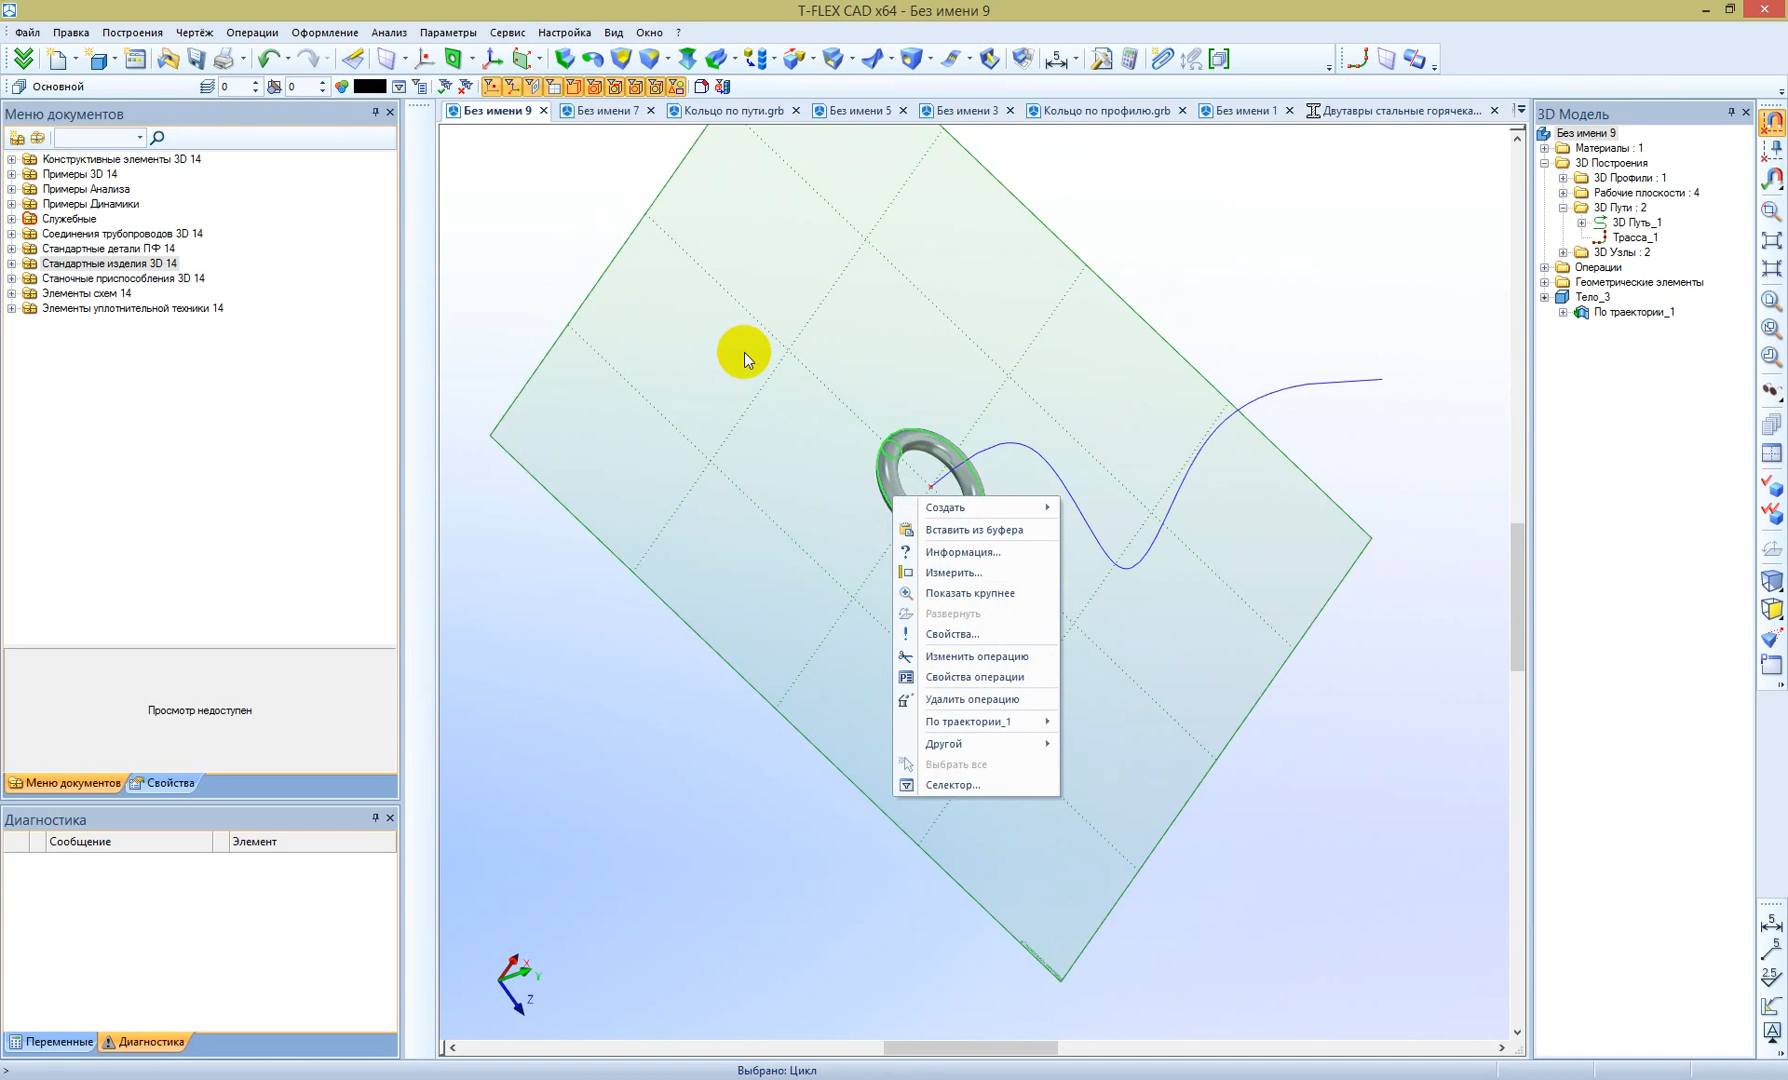 T-FLEX CAD x64 - Без имени 9
Файл Правка Построения Чертёж Операции Оформление Анализ Параметры Сервис Настройка Вид Окно ?
Основной 0 0
Меню документов
Без имени 9
Без имени 7
Кольцо по пути.grb
Без имени 5
Без имени 3
Кольцо по профилю.grb
Без имени 1
Двутавры стальные горячека...
Конструктивные элементы 3D 14
Примеры 3D 14
Примеры Анализа
Примеры Динамики
Служебные
Соединения трубопроводов 3D 14
Стандартные детали ПФ 14
Стандартные изделия 3D 14
Станочные приспособления 3D 14
Элементы схем 14
Элементы уплотнительной техники 14
Просмотр недоступен
Меню документов Свойства
Диагностика
Сообщение Элемент
Переменные Диагностика
Создать
Вставить из буфера
Информация...
Измерить...
Показать крупнее
Развернуть
Свойства...
Изменить операцию
Свойства операции
Удалить операцию
По траектории_1
Другой
Выбрать все
Селектор...
X
Y
Z
3D Модель
Без имени 9
Материалы : 1
3D Построения
3D Профили : 1
Рабочие плоскости : 4
3D Пути : 2
3D Путь_1
Трасса_1
3D Узлы : 2
Операции
Геометрические элементы
Тело_3
По траектории_1
5
5
2.5
A
> Выбрано: Цикл